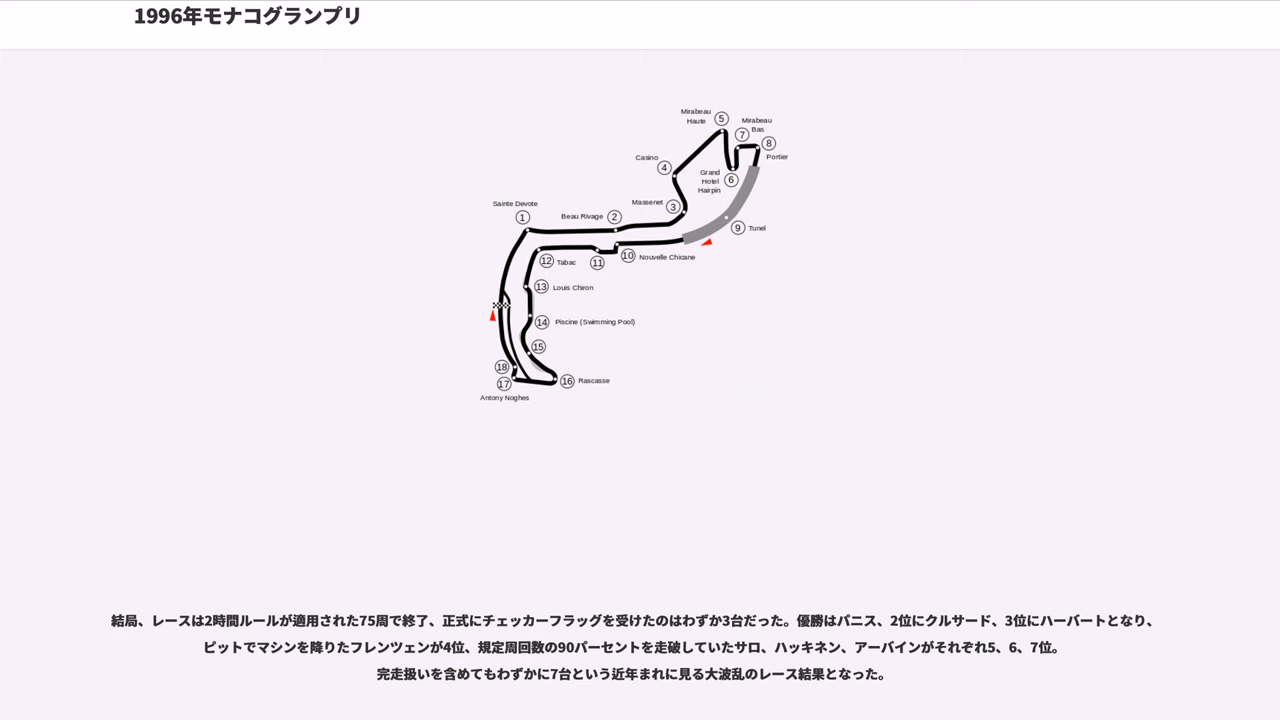 1996年モナコグランプリ
Mirabeau
Haute
5
Mirabeau
Bas
7
8
Portier
Casino
4
Grand
Hotel
Hairpin
6
Massenet
3
Sainte Devote
1
Beau Rivage
2
9
Tunel
10
Nouvelle Chicane
11
12
Tabac
13
Louis Chiron
14
Piscine (Swimming Pool)
15
18
17
16
Rascasse
Antony Noghes
結局、レースは2時間ルールが適用された75周で終了、正式にチェッカーフラッグを受けたのはわずか3台だった。優勝はパニス、2位にクルサード、3位にハーバートとなり、
ピットでマシンを降りたフレンツェンが4位、規定周回数の90パーセントを走破していたサロ、ハッキネン、アーバインがそれぞれ5、6、7位。
完走扱いを含めてもわずかに7台という近年まれに見る大波乱のレース結果となった。